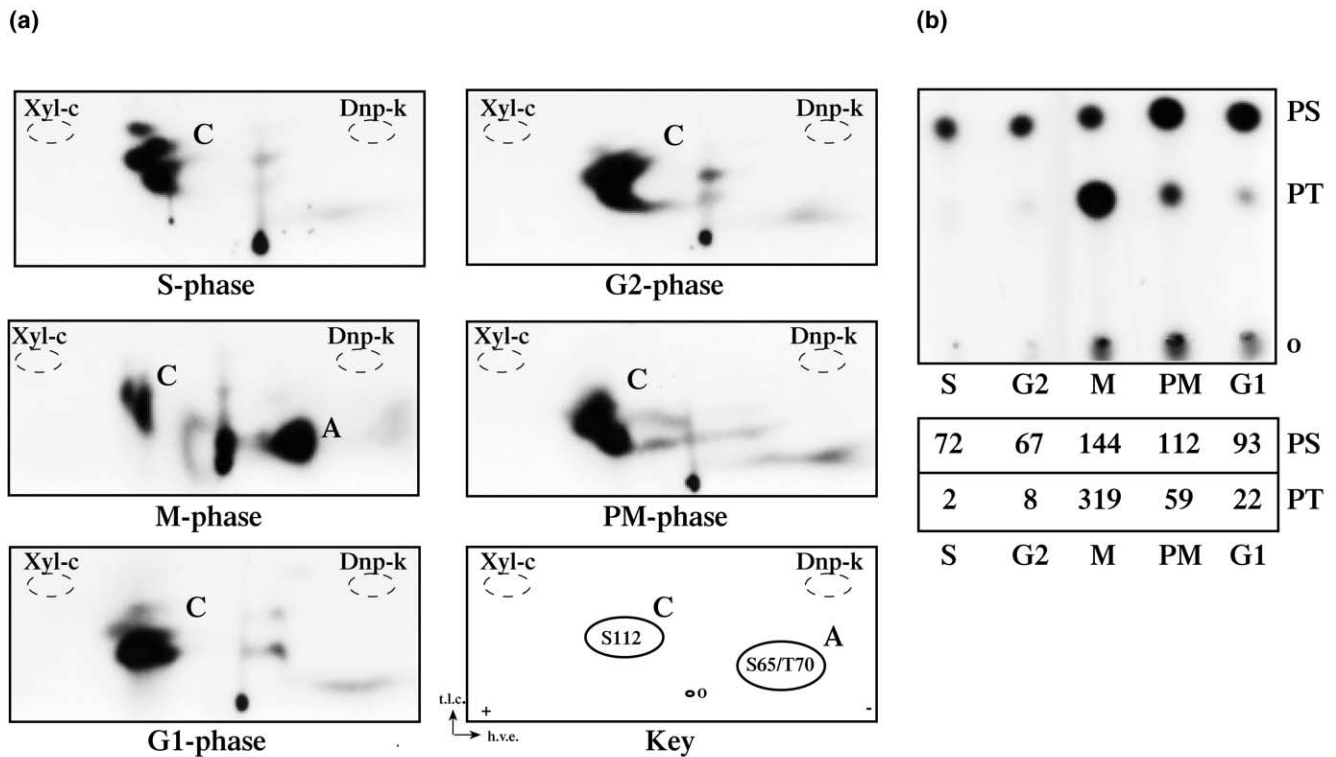 (a)
(b)
Xyl-c Dnp-k
C
S-phase
Xyl-c Dnp-k
C
G2-phase
Xyl-c Dnp-k
C
A
M-phase
Xyl-c Dnp-k
C
PM-phase
Xyl-c Dnp-k
C
G1-phase
Xyl-c Dnp-k
C
S112
A
S65/T70
o
t.l.c.
+
-
h.v.e.
Key
PS
PT
o
S G2 M PM G1
72 67 144 112 93 PS
2 8 319 59 22 PT
S G2 M PM G1